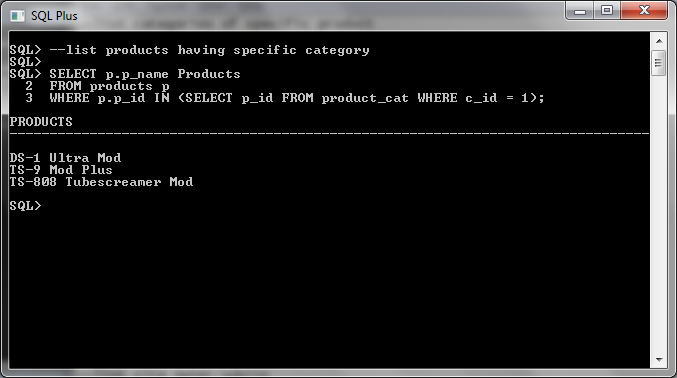 SQL Plus
SQL> --list products having specific category
SQL>
SQL> SELECT p.p_name Products
2 FROM products p
3 WHERE p.p_id IN (SELECT p_id FROM product_cat WHERE c_id = 1);
PRODUCTS
--------------------------------------------------------------------------------
DS-1 Ultra Mod
TS-9 Mod Plus
TS-808 Tubescreamer Mod
SQL>